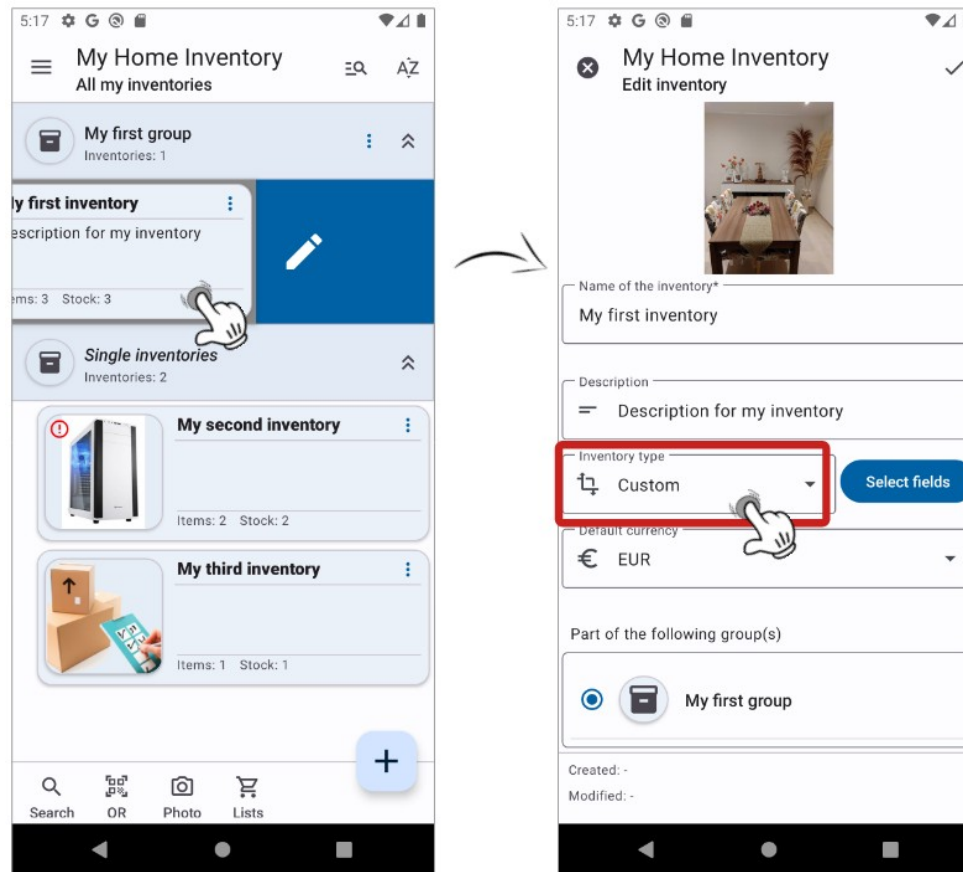 5:17
My Home Inventory
All my inventories
AZ
My first group
Inventories: 1
ly first inventory
escription for my inventory
ems: 3 Stock: 3
Single inventories
Inventories: 2
My second inventory
Items: 2 Stock: 2
My third inventory
Items: 1 Stock: 1
Search QR Photo Lists
5:17
My Home Inventory
Edit inventory
Name of the inventory*
My first inventory
Description
Description for my inventory
Inventory type
Custom
Select fields
Default currency
€ EUR
Part of the following group(s)
My first group
Created: -
Modified: -